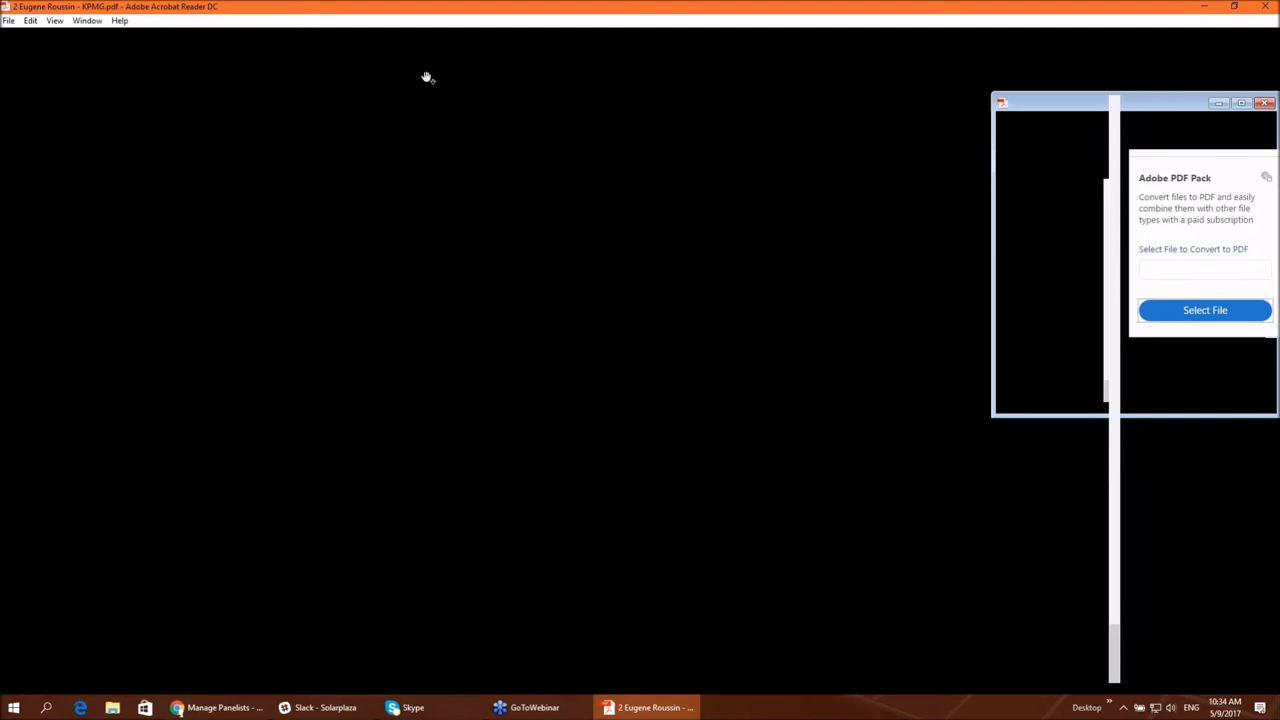 2 Eugene Roussin - KPMG.pdf - Adobe Acrobat Reader DC
File Edit View Window Help
Adobe PDF Pack
Convert files to PDF and easily
combine them with other file
types with a paid subscription
Select File to Convert to PDF
Select File
Manage Panelists - ...
Slack - Solarplaza
Skype
GoToWebinar
2 Eugene Roussin - ...
Desktop
ENG
10:34 AM
5/9/2017